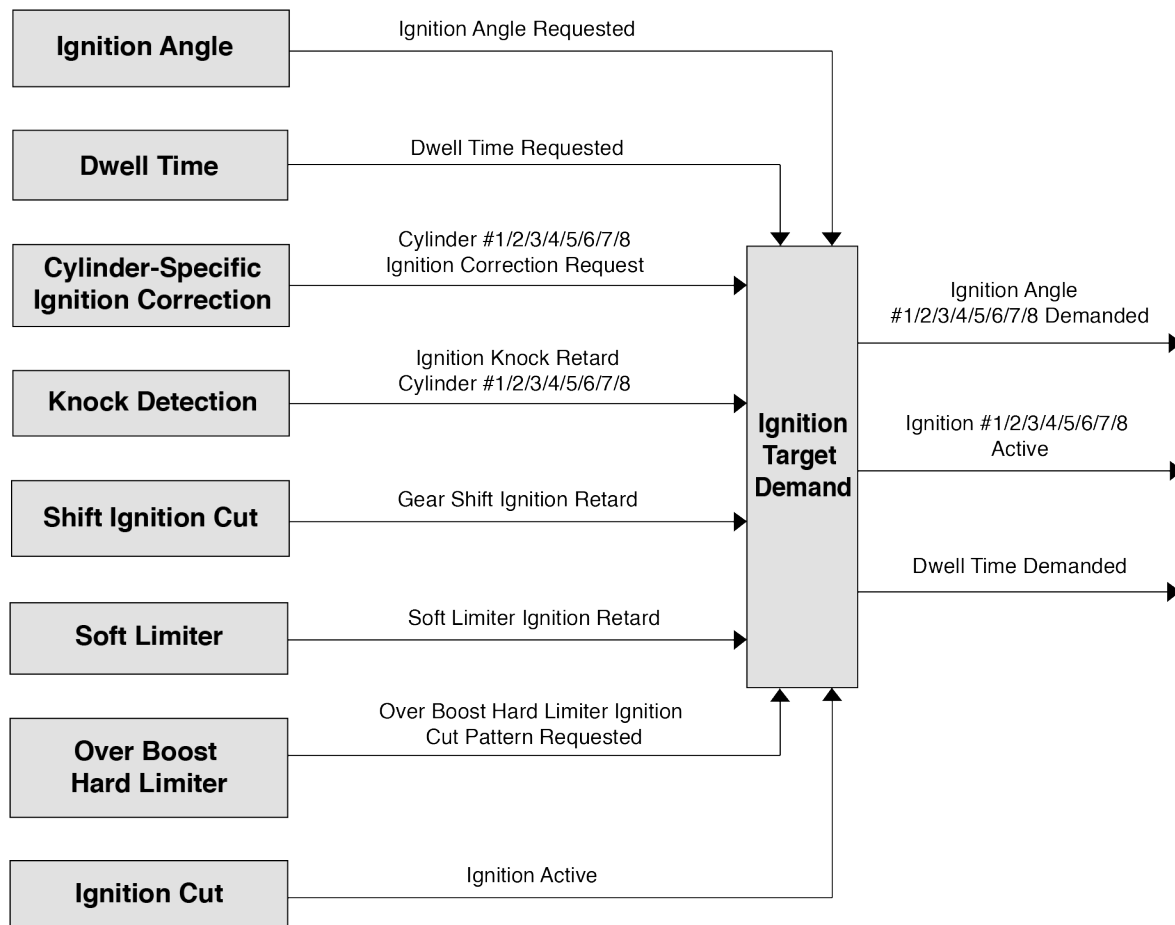 Ignition Angle
Ignition Angle Requested
Dwell Time
Dwell Time Requested
Cylinder-Specific
Ignition Correction
Cylinder #1/2/3/4/5/6/7/8
Ignition Correction Request
Knock Detection
Ignition Knock Retard
Cylinder #1/2/3/4/5/6/7/8
Shift Ignition Cut
Gear Shift Ignition Retard
Soft Limiter
Soft Limiter Ignition Retard
Over Boost
Hard Limiter
Over Boost Hard Limiter Ignition
Cut Pattern Requested
Ignition Cut
Ignition Active
Ignition
Target
Demand
Ignition Angle
#1/2/3/4/5/6/7/8 Demanded
Ignition #1/2/3/4/5/6/7/8
Active
Dwell Time Demanded